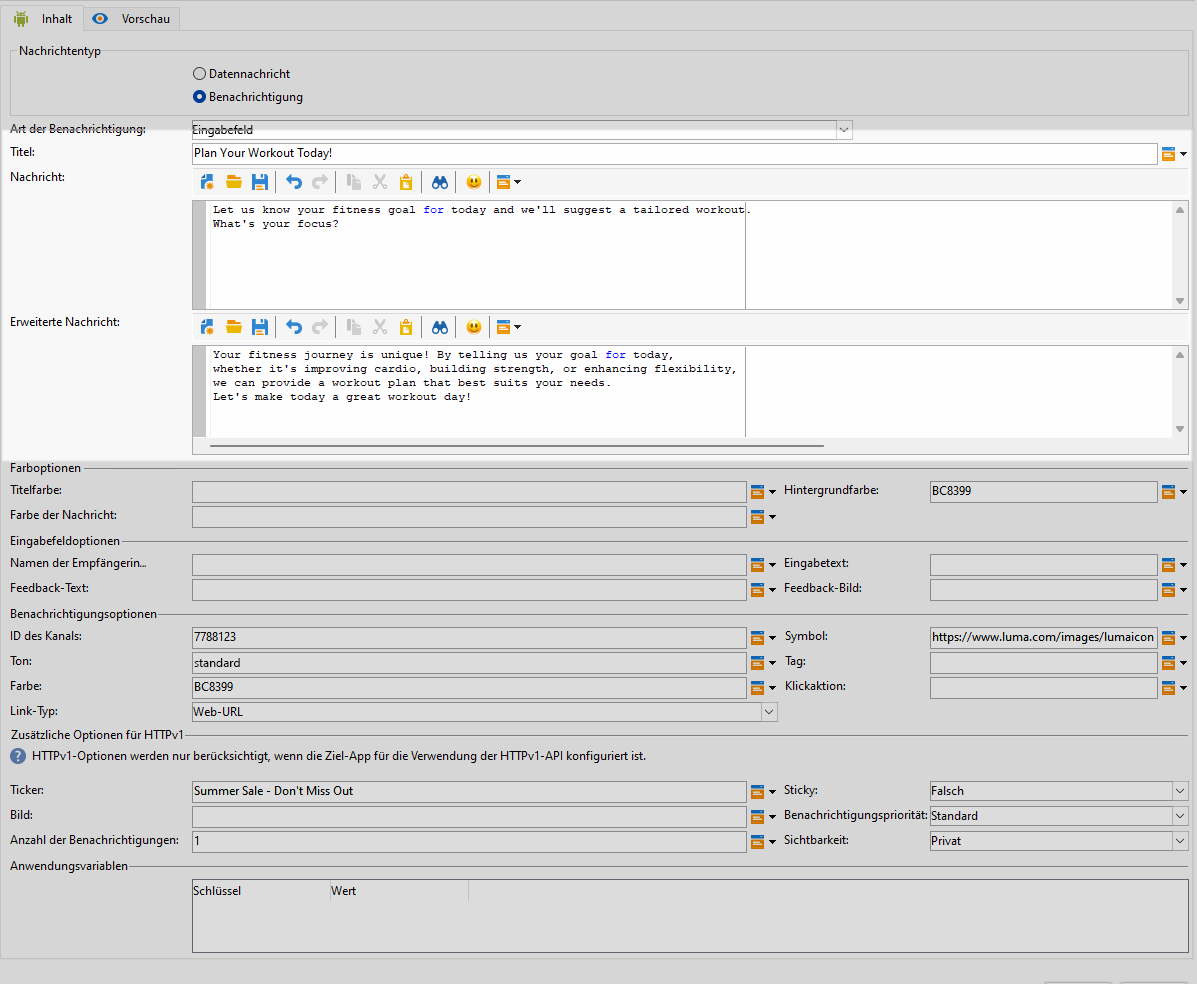 Inhalt Vorschau
Nachrichtentyp
Datennachricht
Benachrichtigung
Art der Benachrichtigung: Eingabefeld
Titel: Plan Your Workout Today!
Nachricht:
Let us know your fitness goal for today and we'll suggest a tailored workout.
What's your focus?
Erweiterte Nachricht:
Your fitness journey is unique! By telling us your goal for today,
whether it's improving cardio, building strength, or enhancing flexibility,
we can provide a workout plan that best suits your needs.
Let's make today a great workout day!
Farboptionen
Titelfarbe: Hintergrundfarbe: BC8399
Farbe der Nachricht:
Eingabefeldoptionen
Namen der Empfängerin... Eingabetext:
Feedback-Text: Feedback-Bild:
Benachrichtigungsoptionen
ID des Kanals: 7788123 Symbol: https://www.luma.com/images/lumaicon
Ton: standard Tag:
Farbe: BC8399 Klickaktion:
Link-Typ: Web-URL
Zusätzliche Optionen für HTTPv1
? HTTPv1-Optionen werden nur berücksichtigt, wenn die Ziel-App für die Verwendung der HTTPv1-API konfiguriert ist.
Ticker: Summer Sale - Don't Miss Out Sticky: Falsch
Bild: Benachrichtigungspriorität: Standard
Anzahl der Benachrichtigungen: 1 Sichtbarkeit: Privat
Anwendungsvariablen
Schlüssel Wert